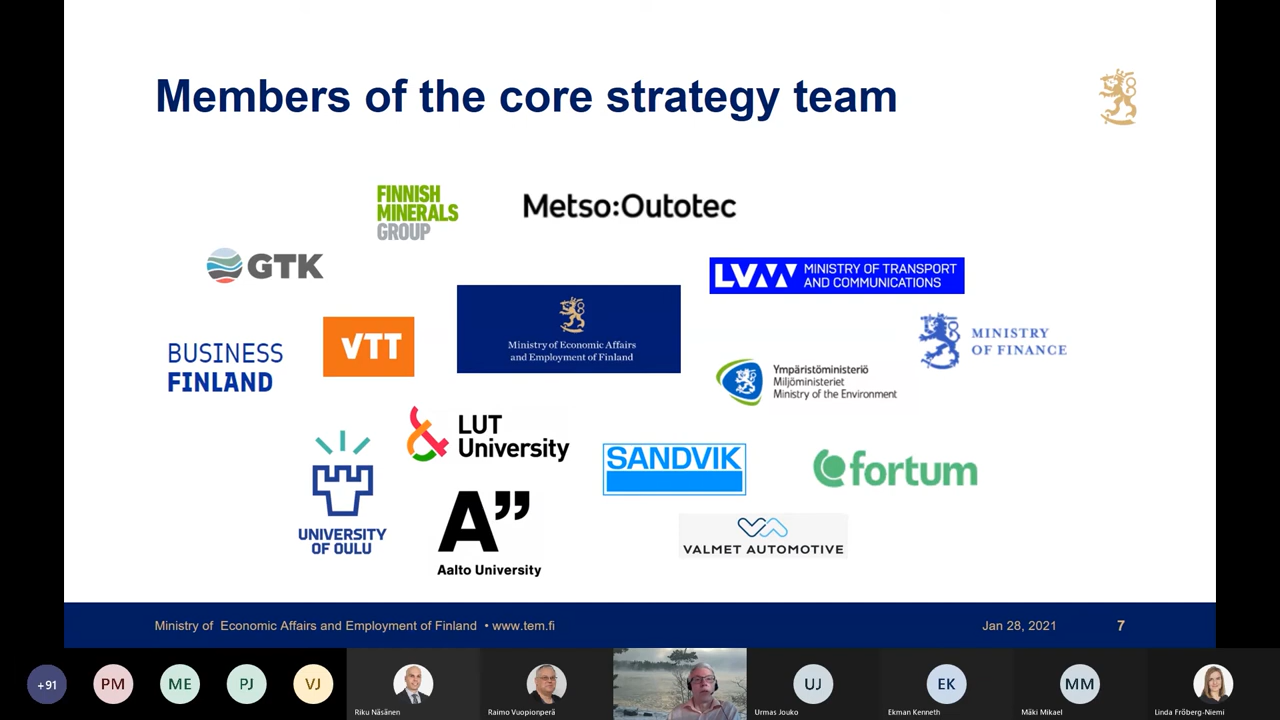 Members of the core strategy team
FINNISH
MINERALS
GROUP
Metso:Outotec
GTK
LVM MINISTRY OF TRANSPORT
AND COMMUNICATIONS
Ministry of Economic Affairs
and Employment of Finland
VTT
MINISTRY
OF FINANCE
BUSINESS
FINLAND
Ympäristöministeriö
Miljöministeriet
Ministry of the Environment
LUT
University
SANDVIK
fortum
UNIVERSITY
OF OULU
A”
Aalto University
VALMET AUTOMOTIVE
Ministry of Economic Affairs and Employment of Finland • www.tem.fi
Jan 28, 2021
7
+91
PM
ME
PJ
VJ
Riku Näsänen
Raimo Vuopionperä
UJ
Urmas Jouko
EK
Ekman Kenneth
MM
Mäki Mikael
Linda Fröberg-Niemi